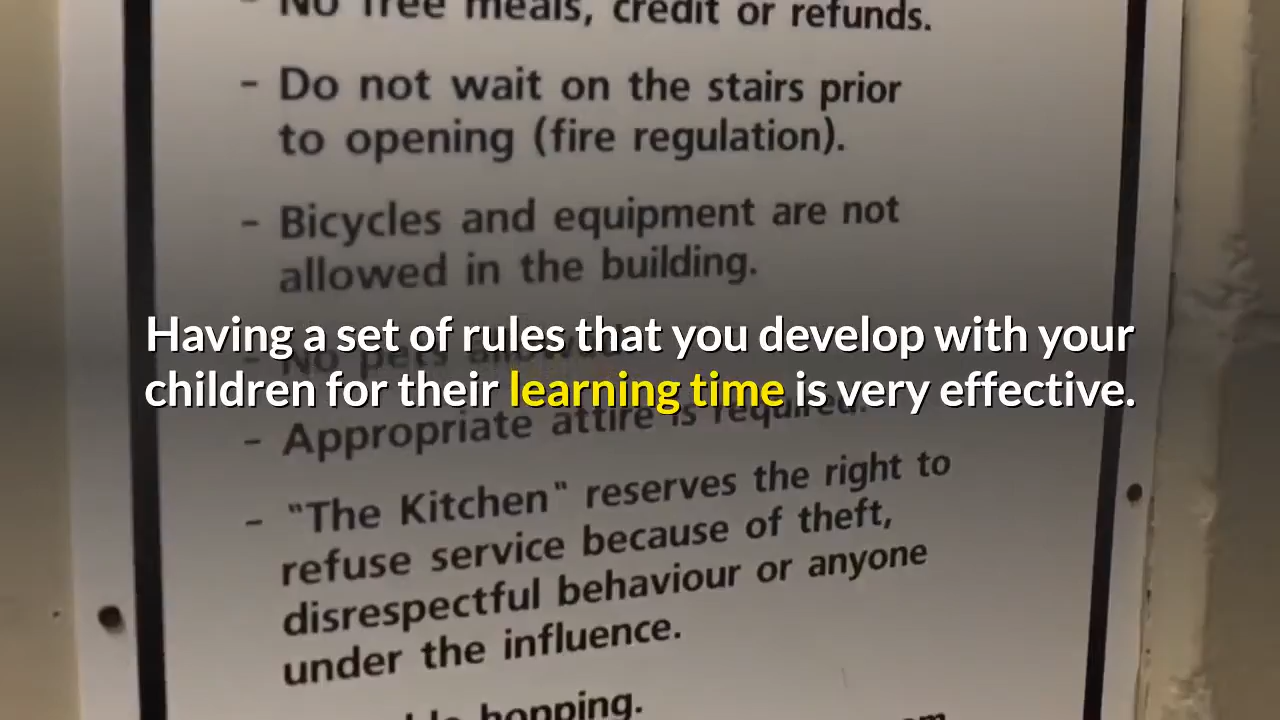 - No free meals, credit or refunds.
- Do not wait on the stairs prior
to opening (fire regulation).
- Bicycles and equipment are not
allowed in the building.
Having a set of rules that you develop with your
- No pets allowed.
children for their learning time is very effective.
- Appropriate attire is required.
- "The Kitchen" reserves the right to
refuse service because of theft,
disrespectful behaviour or anyone
under the influence.
hopping.